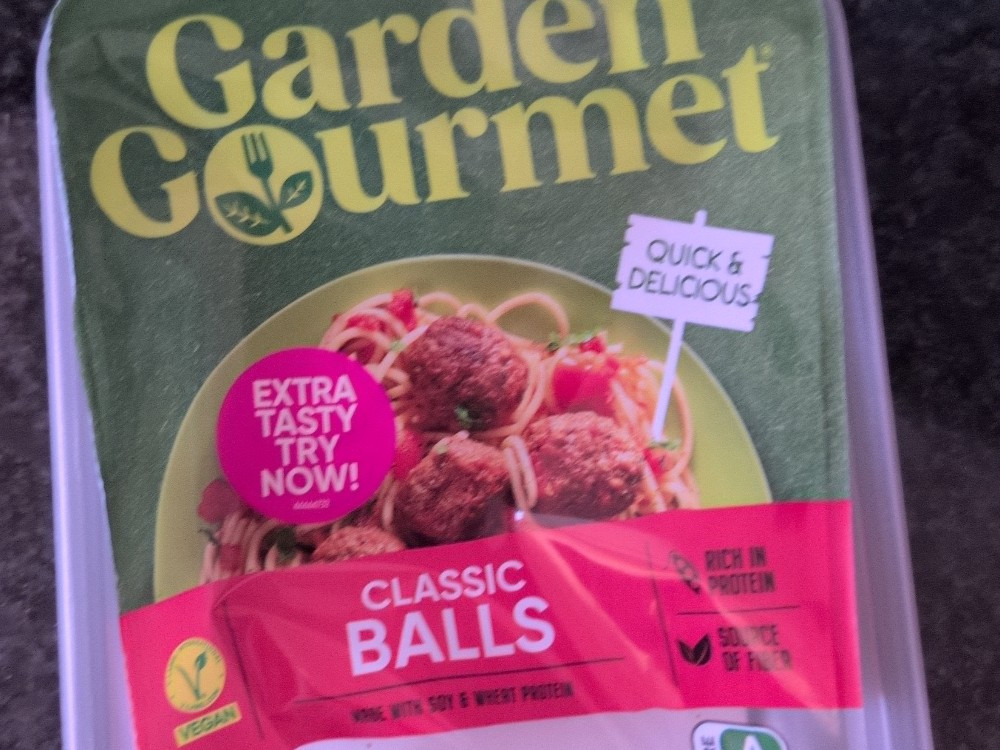 Garden
Gourmet®
QUICK &
DELICIOUS
EXTRA
TASTY
TRY
NOW!
CLASSIC
BALLS
MADE WITH SOY & WHEAT PROTEIN
RICH IN
PROTEIN
SOURCE
OF FIBER
VEGAN
A